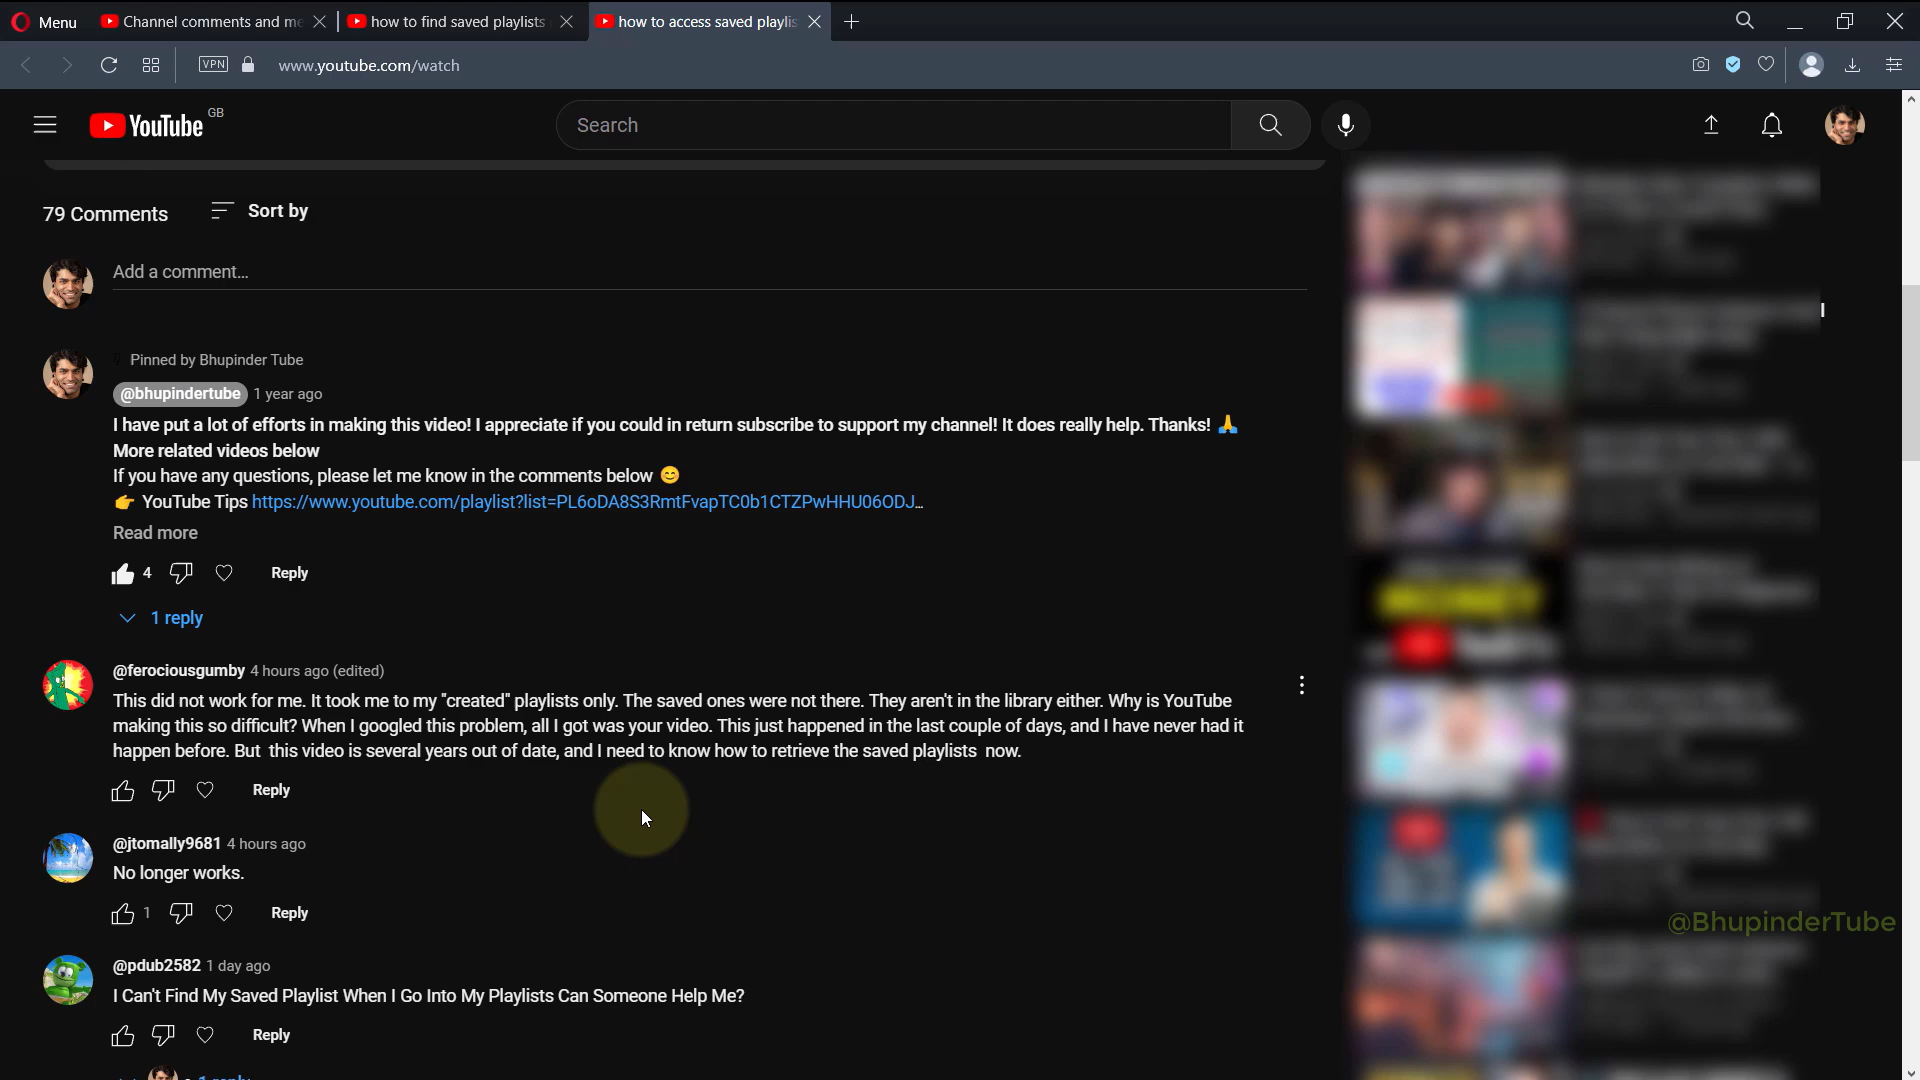 Menu
Channel comments and me
how to find saved playlists
how to access saved playlis
VPN
www.youtube.com/watch
YouTube GB
Search
79 Comments
Sort by
Add a comment...
Pinned by Bhupinder Tube
@bhupindertube 1 year ago
I have put a lot of efforts in making this video! I appreciate if you could in return subscribe to support my channel! It does really help. Thanks! 🙏
More related videos below
If you have any questions, please let me know in the comments below 😊
👉 YouTube Tips https://www.youtube.com/playlist?list=PL6oDA8S3RmtFvapTC0b1CTZPwHHU06ODJ...
Read more
4
Reply
1 reply
@ferociousgumby 4 hours ago (edited)
This did not work for me. It took me to my "created" playlists only. The saved ones were not there. They aren't in the library either. Why is YouTube
making this so difficult? When I googled this problem, all I got was your video. This just happened in the last couple of days, and I have never had it
happen before. But this video is several years out of date, and I need to know how to retrieve the saved playlists now.
Reply
@jtomally9681 4 hours ago
No longer works.
1
Reply
@BhupinderTube
@pdub2582 1 day ago
I Can't Find My Saved Playlist When I Go Into My Playlists Can Someone Help Me?
Reply
1 reply